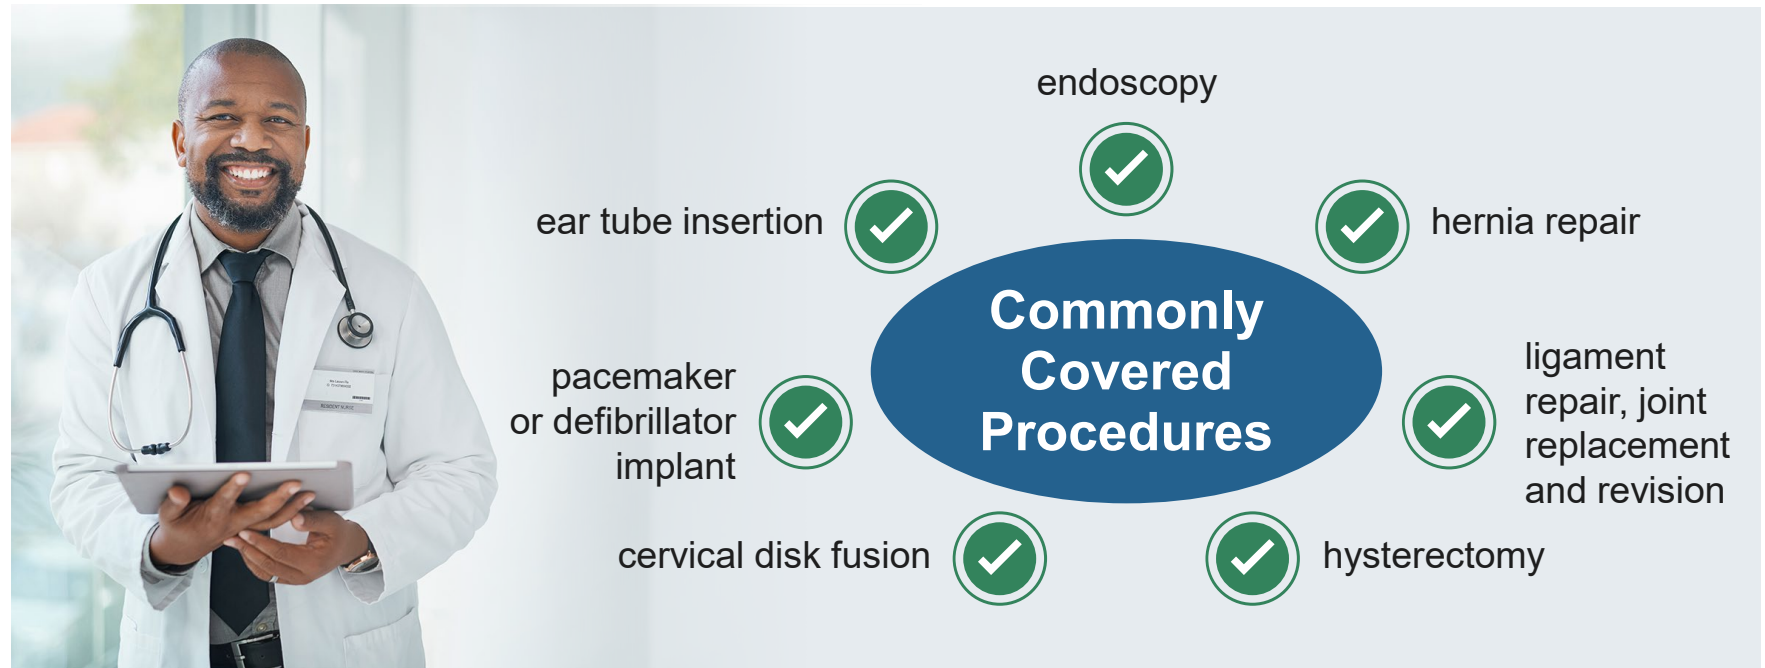 endoscopy
ear tube insertion
hernia repair
Commonly
Covered
Procedures
pacemaker
or defibrillator
implant
ligament
repair, joint
replacement
and revision
cervical disk fusion
hysterectomy